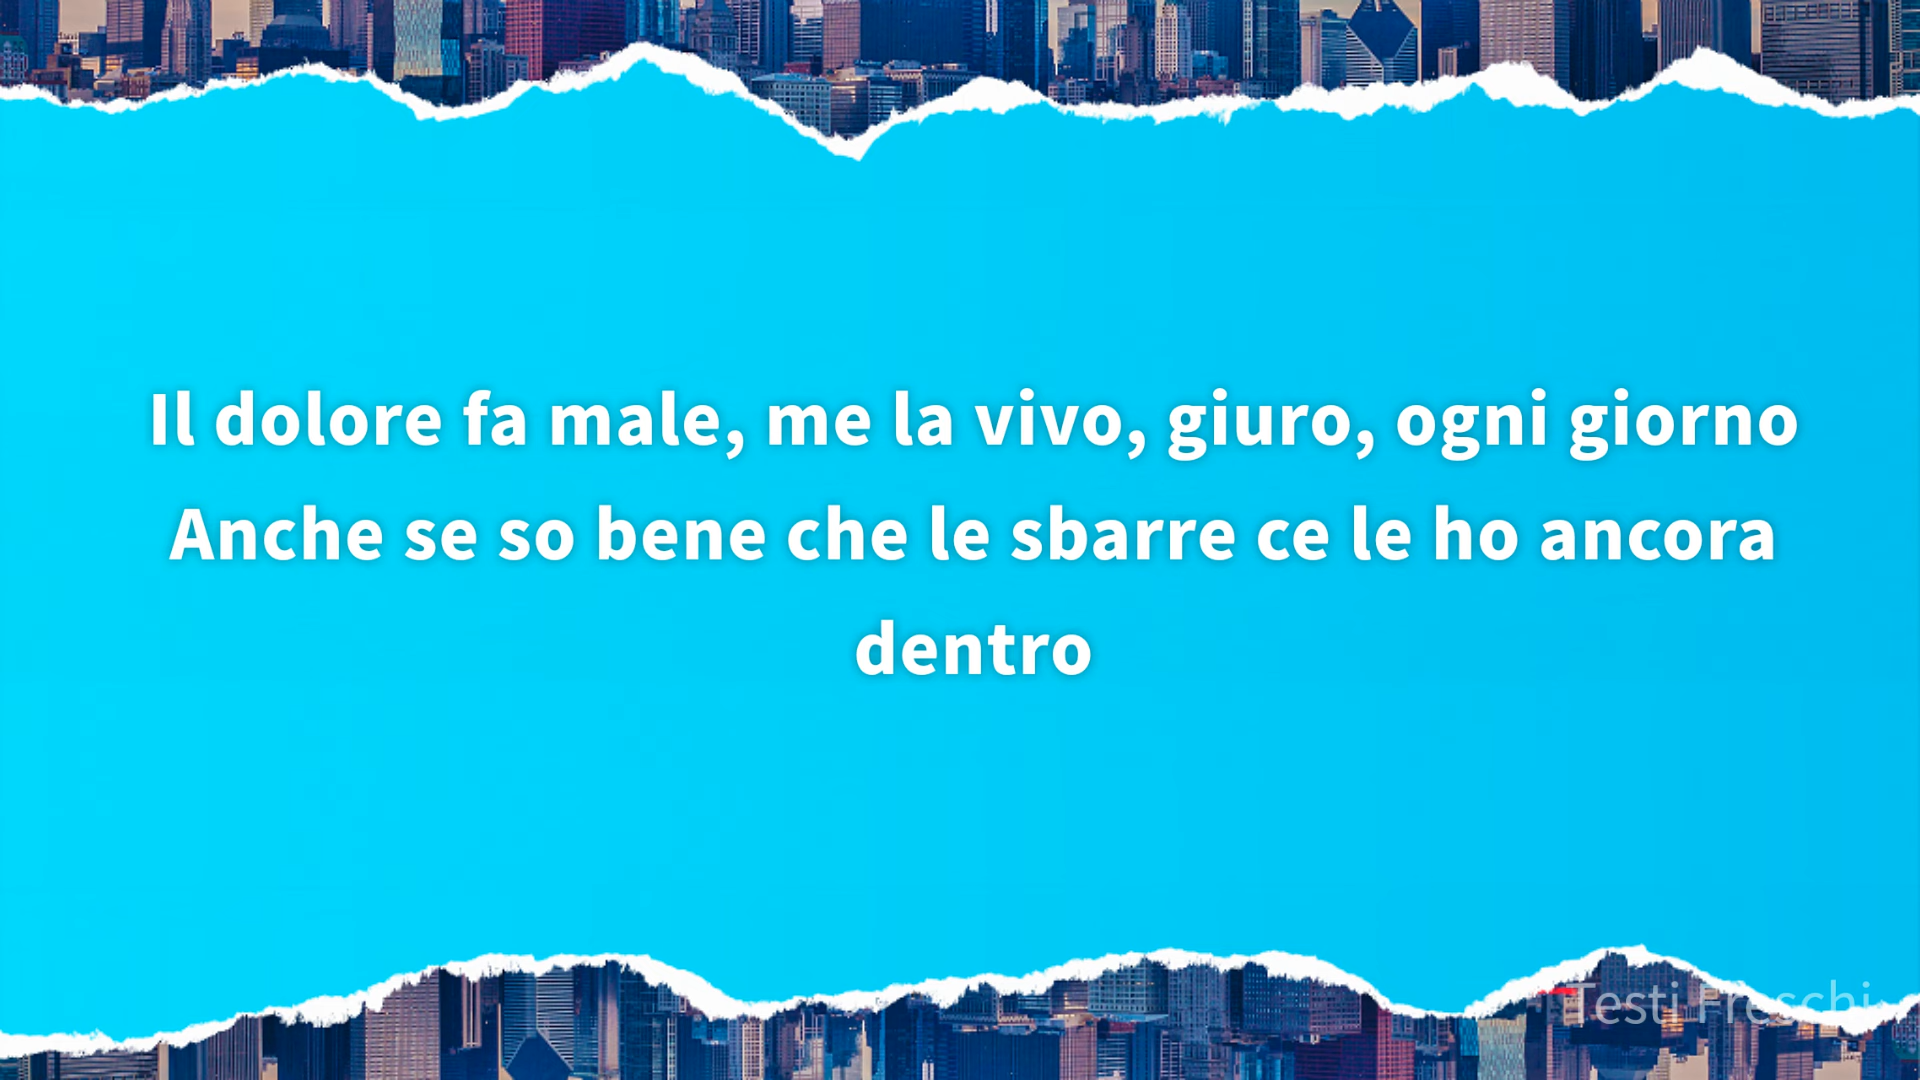 Il dolore fa male, me la vivo, giuro, ogni giorno
Anche se so bene che le sbarre ce le ho ancora
dentro
Testi Freschi